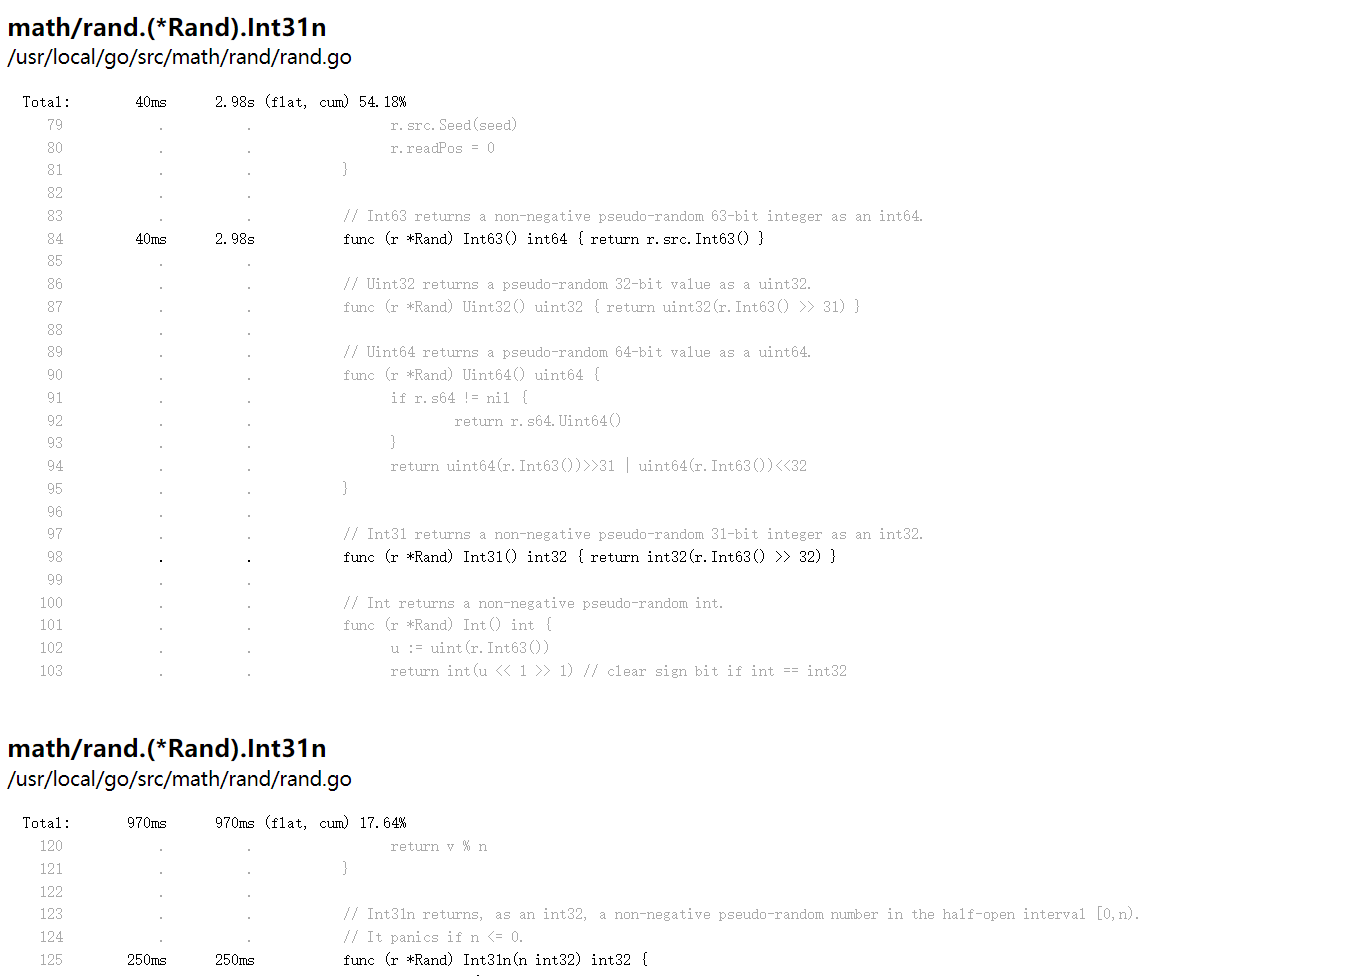 math/rand.(*Rand).Int31n
/usr/local/go/src/math/rand/rand.go
Total: 40ms 2.98s (flat, cum) 54.18%
79 . . r.src.Seed(seed)
80 . . r.readPos = 0
81 . . }
82 . .
83 . . // Int63 returns a non-negative pseudo-random 63-bit integer as an int64.
84 40ms 2.98s func (r *Rand) Int63() int64 { return r.src.Int63() }
85 . .
86 . . // Uint32 returns a pseudo-random 32-bit value as a uint32.
87 . . func (r *Rand) Uint32() uint32 { return uint32(r.Int63() >> 31) }
88 . .
89 . . // Uint64 returns a pseudo-random 64-bit value as a uint64.
90 . . func (r *Rand) Uint64() uint64 {
91 . . if r.s64 != nil {
92 . . return r.s64.Uint64()
93 . . }
94 . . return uint64(r.Int63())>>31 | uint64(r.Int63())<<32
95 . . }
96 . .
97 . . // Int31 returns a non-negative pseudo-random 31-bit integer as an int32.
98 . . func (r *Rand) Int31() int32 { return int32(r.Int63() >> 32) }
99 . .
100 . . // Int returns a non-negative pseudo-random int.
101 . . func (r *Rand) Int() int {
102 . . u := uint(r.Int63())
103 . . return int(u << 1 >> 1) // clear sign bit if int == int32
math/rand.(*Rand).Int31n
/usr/local/go/src/math/rand/rand.go
Total: 970ms 970ms (flat, cum) 17.64%
120 . . return v % n
121 . . }
122 . .
123 . . // Int31n returns, as an int32, a non-negative pseudo-random number in the half-open interval [0,n).
124 . . // It panics if n <= 0.
125 250ms 250ms func (r *Rand) Int31n(n int32) int32 {